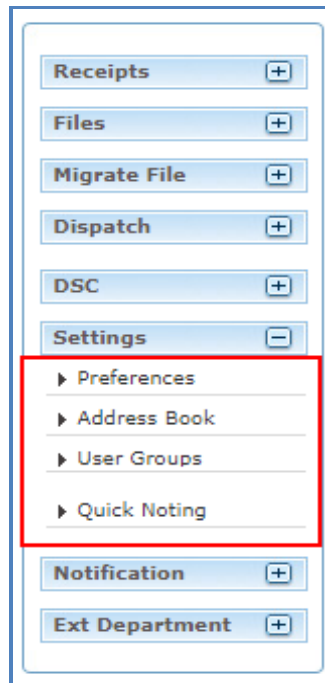 Receipts
Files
Migrate File
Dispatch
DSC
Settings
Preferences
Address Book
User Groups
Quick Noting
Notification
Ext Department